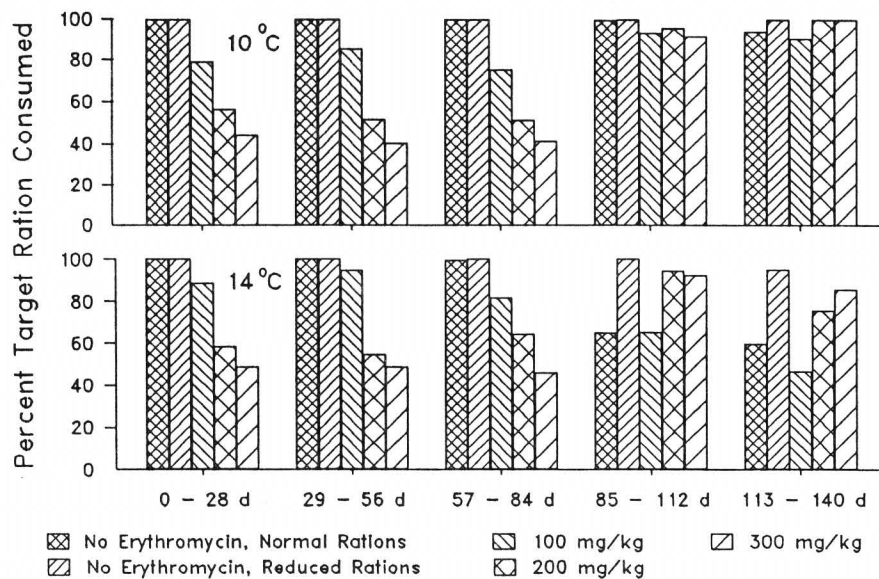 Percent Target Ration Consumed
100
80
60
40
20
0
10 °C
100
80
60
40
20
0
14 °C
0 – 28 d 29 – 56 d 57 – 84 d 85 – 112 d 113 – 140 d
No Erythromycin, Normal Rations 100 mg/kg 300 mg/kg
No Erythromycin, Reduced Rations 200 mg/kg